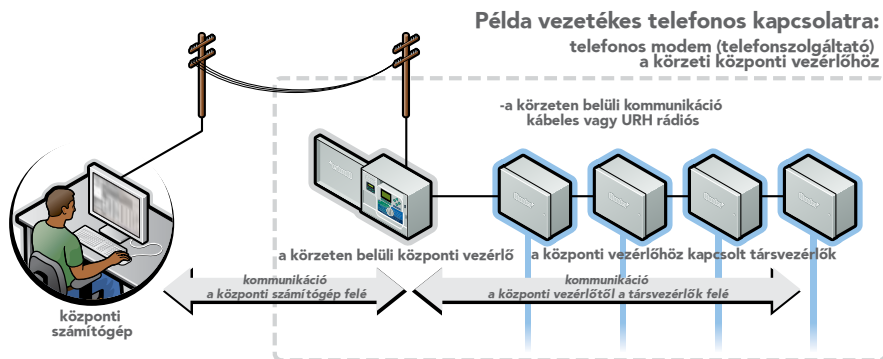 Példa vezetékes telefonos kapcsolatra:
telefonos modem (telefonszolgáltató)
a körzeti központi vezérlőhöz
-a körzeten belüli kommunikáció
kábeles vagy URH rádiós
a körzeten belüli központi vezérlő
a központi vezérlőhöz kapcsolt társvezérlők
kommunikáció
a központi számítógép felé
kommunikáció
a központi vezérlőtől a társvezérlők felé
központi
számítógép